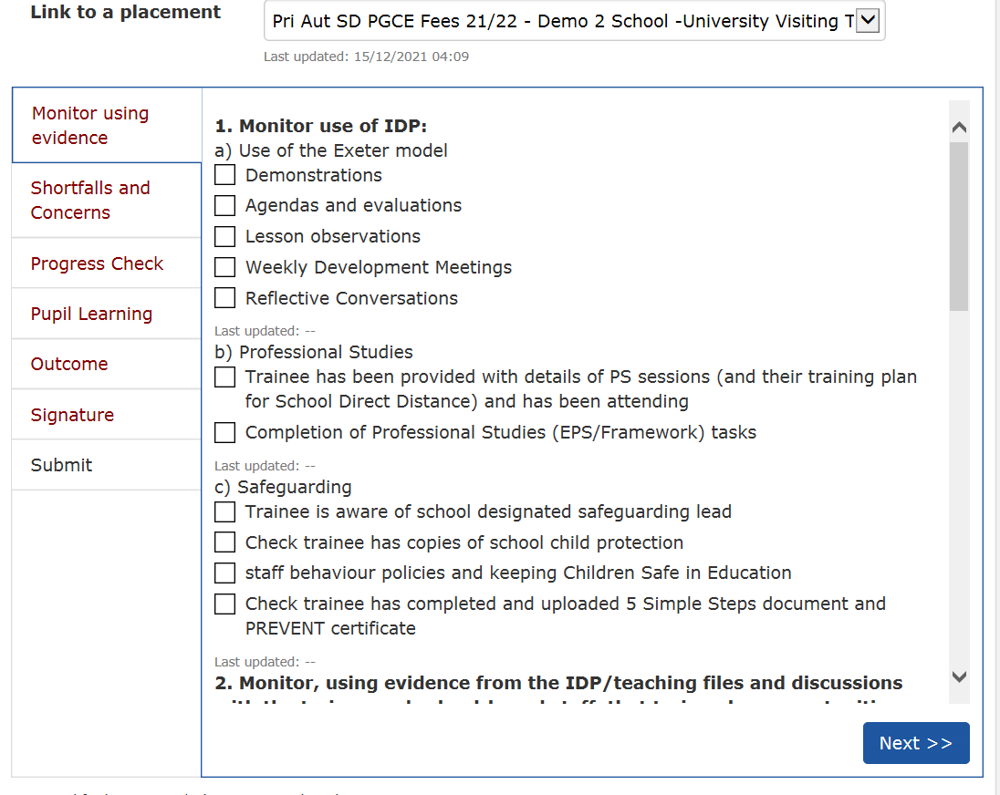 Link to a placement
Pri Aut SD PGCE Fees 21/22 - Demo 2 School -University Visiting T
Last updated: 15/12/2021 04:09
Monitor using
evidence
Shortfalls and
Concerns
Progress Check
Pupil Learning
Outcome
Signature
Submit
1. Monitor use of IDP:
a) Use of the Exeter model
Demonstrations
Agendas and evaluations
Lesson observations
Weekly Development Meetings
Reflective Conversations
Last updated: --
b) Professional Studies
Trainee has been provided with details of PS sessions (and their training plan
for School Direct Distance) and has been attending
Completion of Professional Studies (EPS/Framework) tasks
Last updated: --
c) Safeguarding
Trainee is aware of school designated safeguarding lead
Check trainee has copies of school child protection
staff behaviour policies and keeping Children Safe in Education
Check trainee has completed and uploaded 5 Simple Steps document and
PREVENT certificate
Last updated: --
2. Monitor, using evidence from the IDP/teaching files and discussions
Next >>